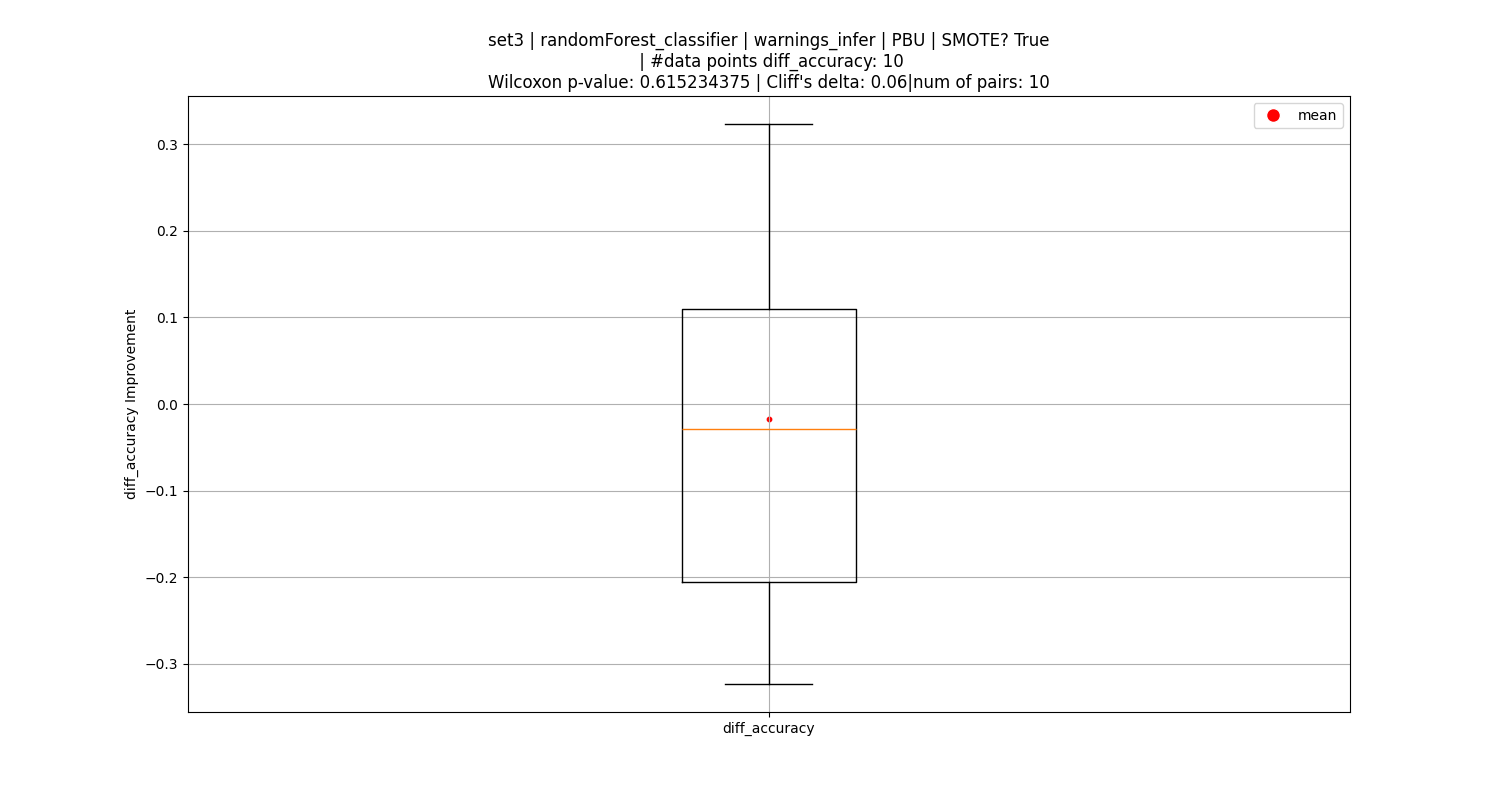 set3 | randomForest_classifier | warnings_infer | PBU | SMOTE? True
| #data points diff_accuracy: 10
Wilcoxon p-value: 0.615234375 | Cliff's delta: 0.06|num of pairs: 10
mean
0.3
0.2
0.1
0.0
−0.1
−0.2
−0.3
diff_accuracy Improvement
diff_accuracy